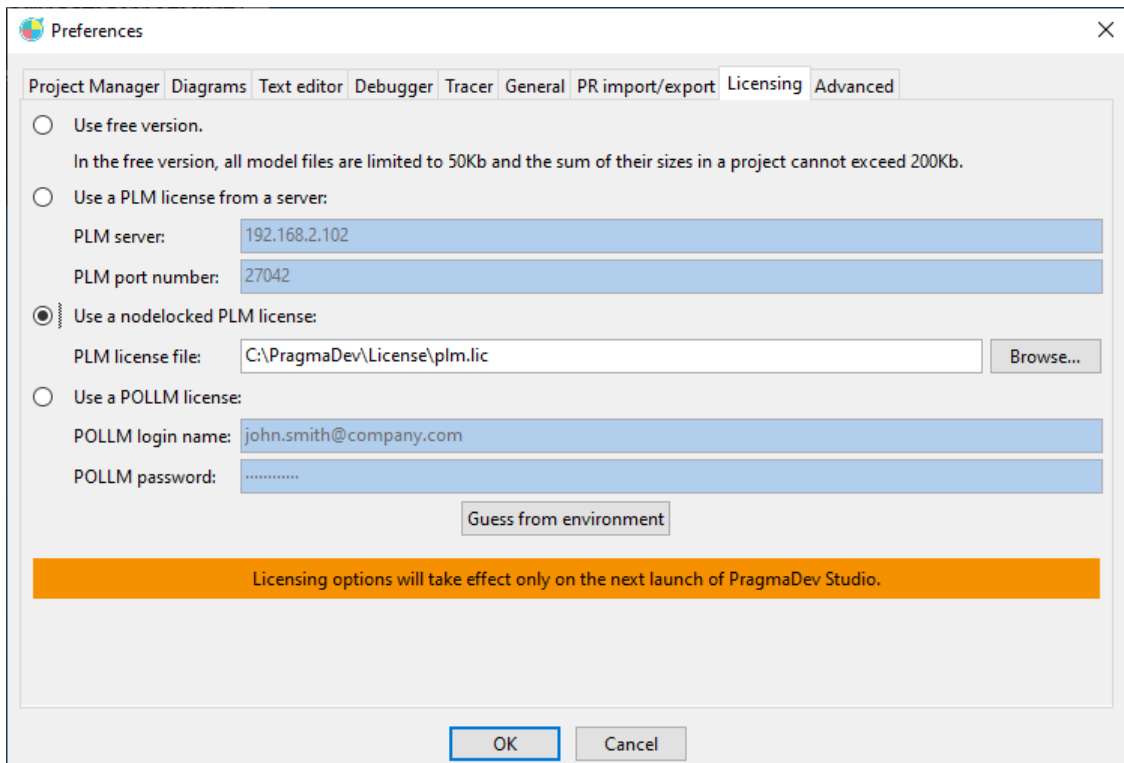 Preferences
Project Manager Diagrams Text editor Debugger Tracer General PR import/export Licensing Advanced
Use free version.
In the free version, all model files are limited to 50Kb and the sum of their sizes in a project cannot exceed 200Kb.
Use a PLM license from a server:
PLM server: 192.168.2.102
PLM port number: 27042
Use a nodelocked PLM license:
PLM license file: C:\PragmaDev\License\plm.lic Browse...
Use a POLLM license:
POLLM login name: john.smith@company.com
POLLM password: ············
Guess from environment
Licensing options will take effect only on the next launch of PragmaDev Studio.
OK Cancel